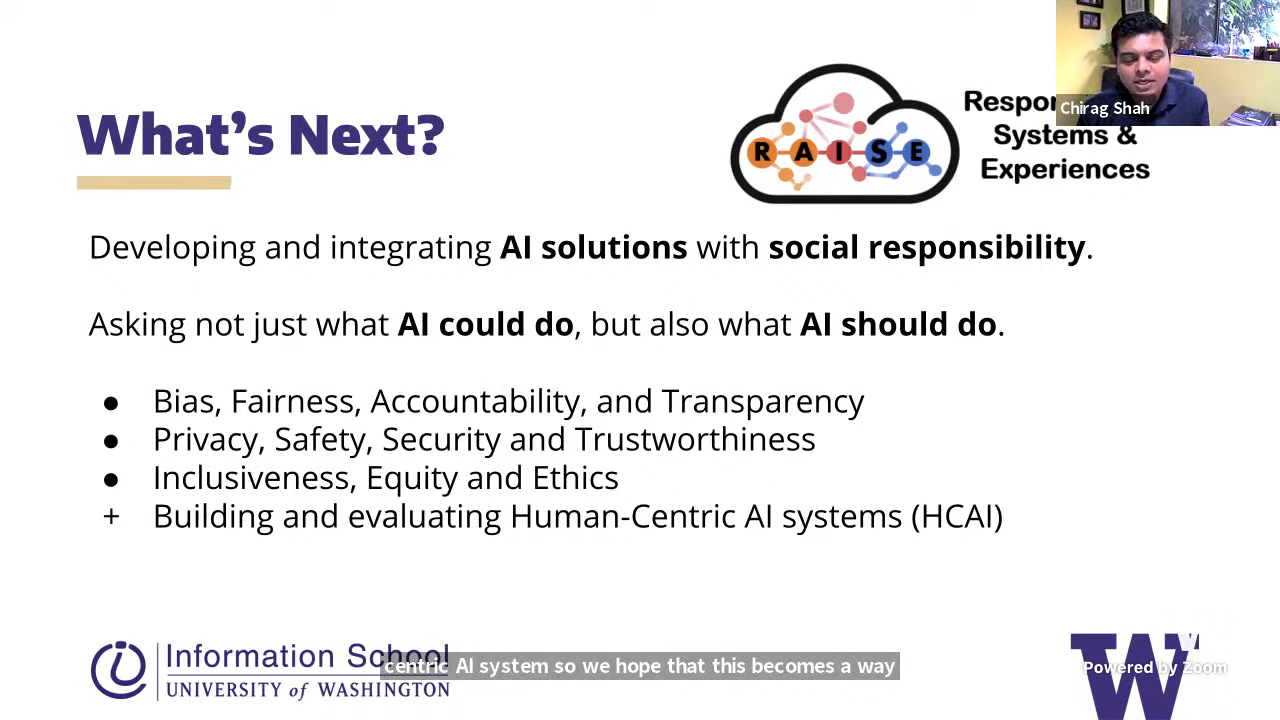 What's Next?
RAISE
Systems &
Experiences
Chirag Shah
Developing and integrating AI solutions with social responsibility.
Asking not just what AI could do, but also what AI should do.
● Bias, Fairness, Accountability, and Transparency
● Privacy, Safety, Security and Trustworthiness
● Inclusiveness, Equity and Ethics
+ Building and evaluating Human-Centric AI systems (HCAI)
Information School
UNIVERSITY of WASHINGTON
centric AI system so we hope that this becomes a way
W
Powered by Zoom